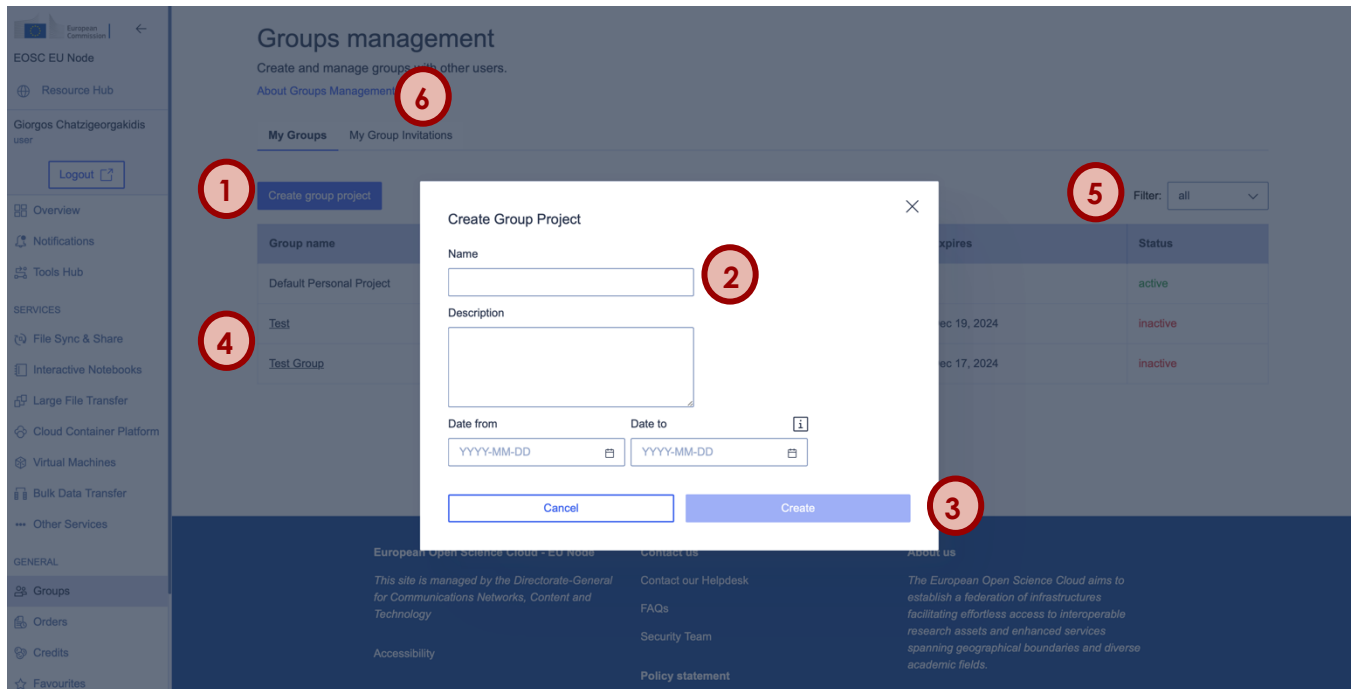 European
Commission
EOSC EU Node
Resource Hub
Giorgos Chatzigeorgakidis
user
Logout
Overview
Notifications
Tools Hub
SERVICES
File Sync & Share
Interactive Notebooks
Large File Transfer
Cloud Container Platform
Virtual Machines
Bulk Data Transfer
Other Services
GENERAL
Groups
Orders
Credits
Favourites
Groups management
Create and manage groups with other users.
About Groups Management
6
My Groups My Group Invitations
1
Create group project
5
Filter: all
Group name
xpires
Status
Default Personal Project
active
4
Test
ec 19, 2024
inactive
Test Group
ec 17, 2024
inactive
Create Group Project
Name
2
Description
Date from
Date to
i
YYYY-MM-DD
YYYY-MM-DD
Cancel
Create
3
European Open Science Cloud - EU Node
This site is managed by the Directorate-General
for Communications Networks, Content and
Technology
Accessibility
Contact us
Contact our Helpdesk
FAQs
Security Team
Policy statement
About us
The European Open Science Cloud aims to
establish a federation of infrastructures
facilitating effortless access to interoperable
research assets and enhanced services
spanning geographical boundaries and diverse
academic fields.